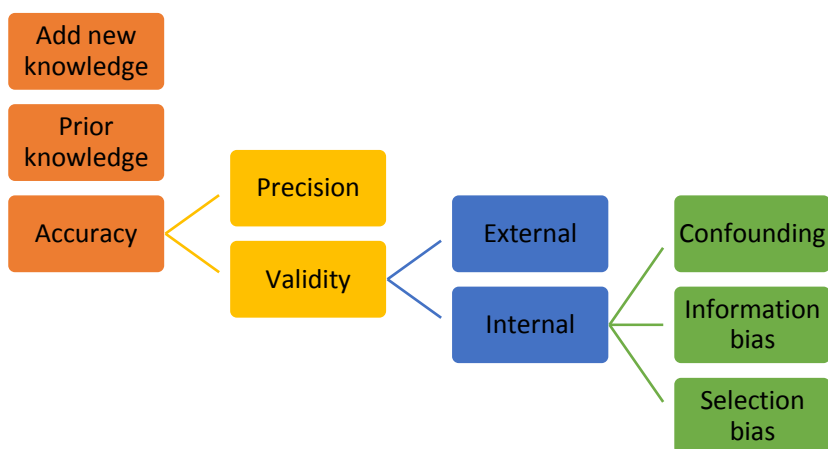 Add new
knowledge
Prior
knowledge
Accuracy
Precision
Validity
External
Internal
Confounding
Information
bias
Selection
bias